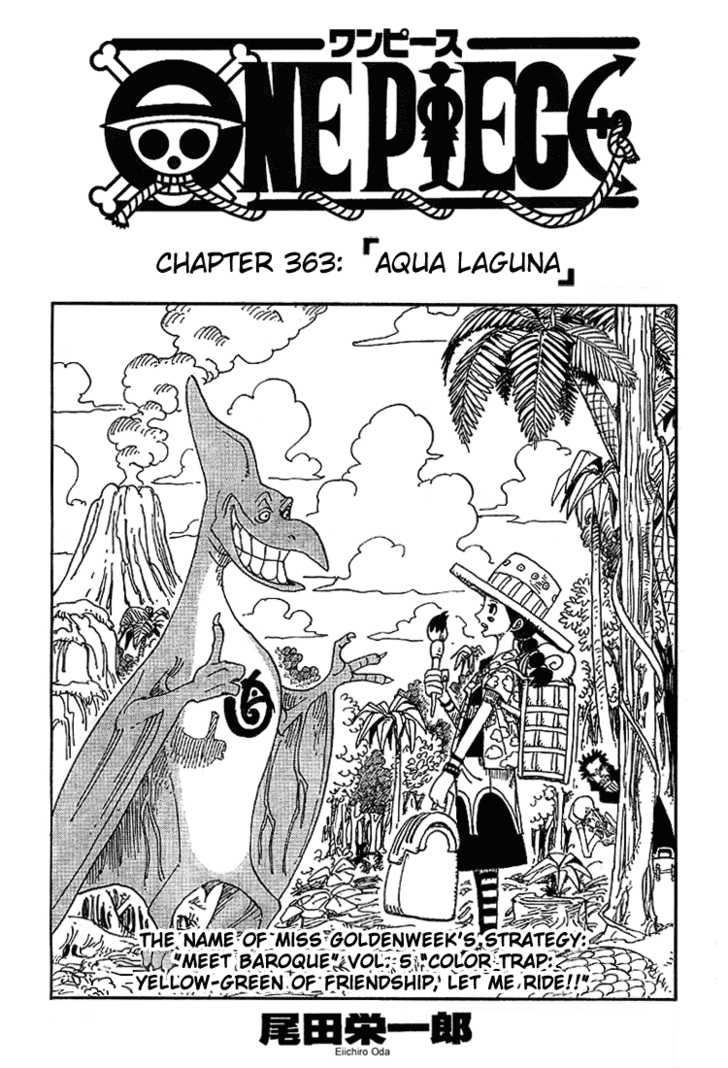 ワンピース
ONE PIECE
CHAPTER 363: 「AQUA LAGUNA」
THE NAME OF MISS GOLDENWEEK'S STRATEGY:
"MEET BAROQUE" VOL. 5 "COLOR TRAP:
YELLOW-GREEN OF FRIENDSHIP, LET ME RIDE!!"
尾田栄一郎
Eiichiro Oda